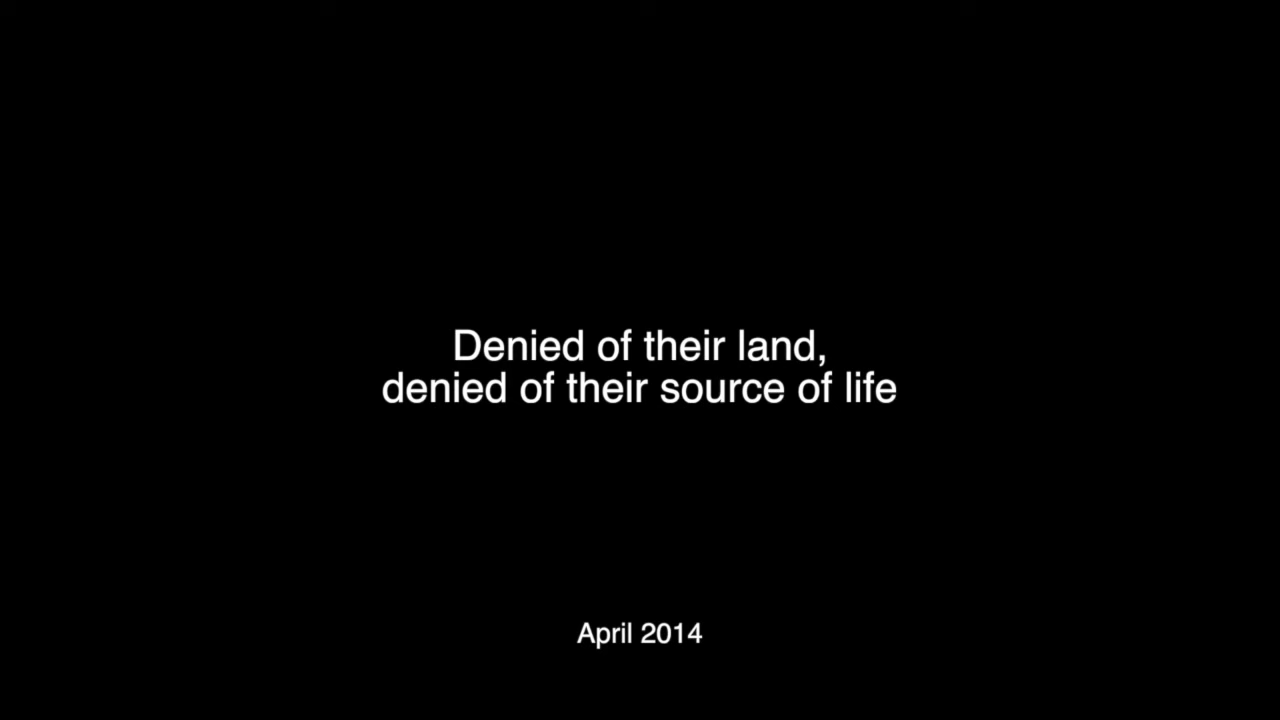 Denied of their land,
denied of their source of life
April 2014